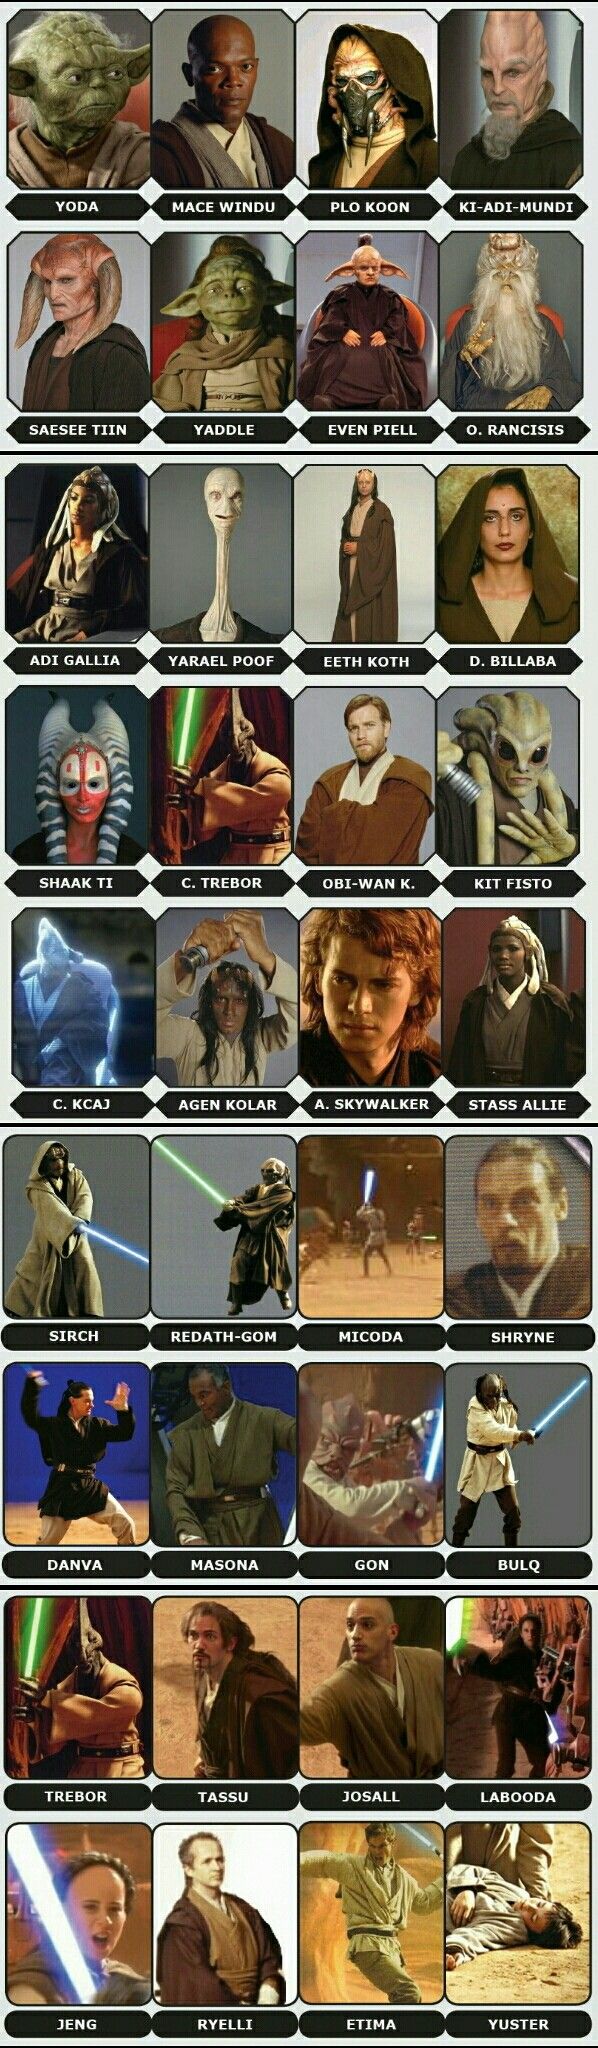 YODA MACE WINDU PLO KOON KI-ADI-MUNDI
SAESEE TIIN YADDLE EVEN PIELL O. RANCISIS
ADI GALLIA YARAEL POOF EETH KOTH D. BILLABA
SHAAK TI C. TREBOR OBI-WAN K. KIT FISTO
C. KCAJ AGEN KOLAR A. SKYWALKER STASS ALLIE
SIRCH REDATH-GOM MICODA SHRYNE
DANVA MASONA GON BULQ
TREBOR TASSU JOSALL LABOODA
JENG RYELLI ETIMA YUSTER